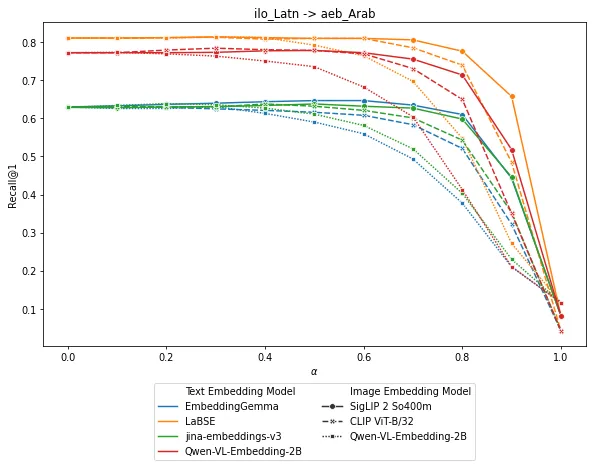 ilo_Latn -> aeb_Arab
Recall@1
0.8
0.7
0.6
0.5
0.4
0.3
0.2
0.1
0.0 0.2 0.4 0.6 0.8 1.0
α
Text Embedding Model
EmbeddingGemma
LaBSE
jina-embeddings-v3
Qwen-VL-Embedding-2B
Image Embedding Model
SigLIP 2 So400m
CLIP ViT-B/32
Qwen-VL-Embedding-2B